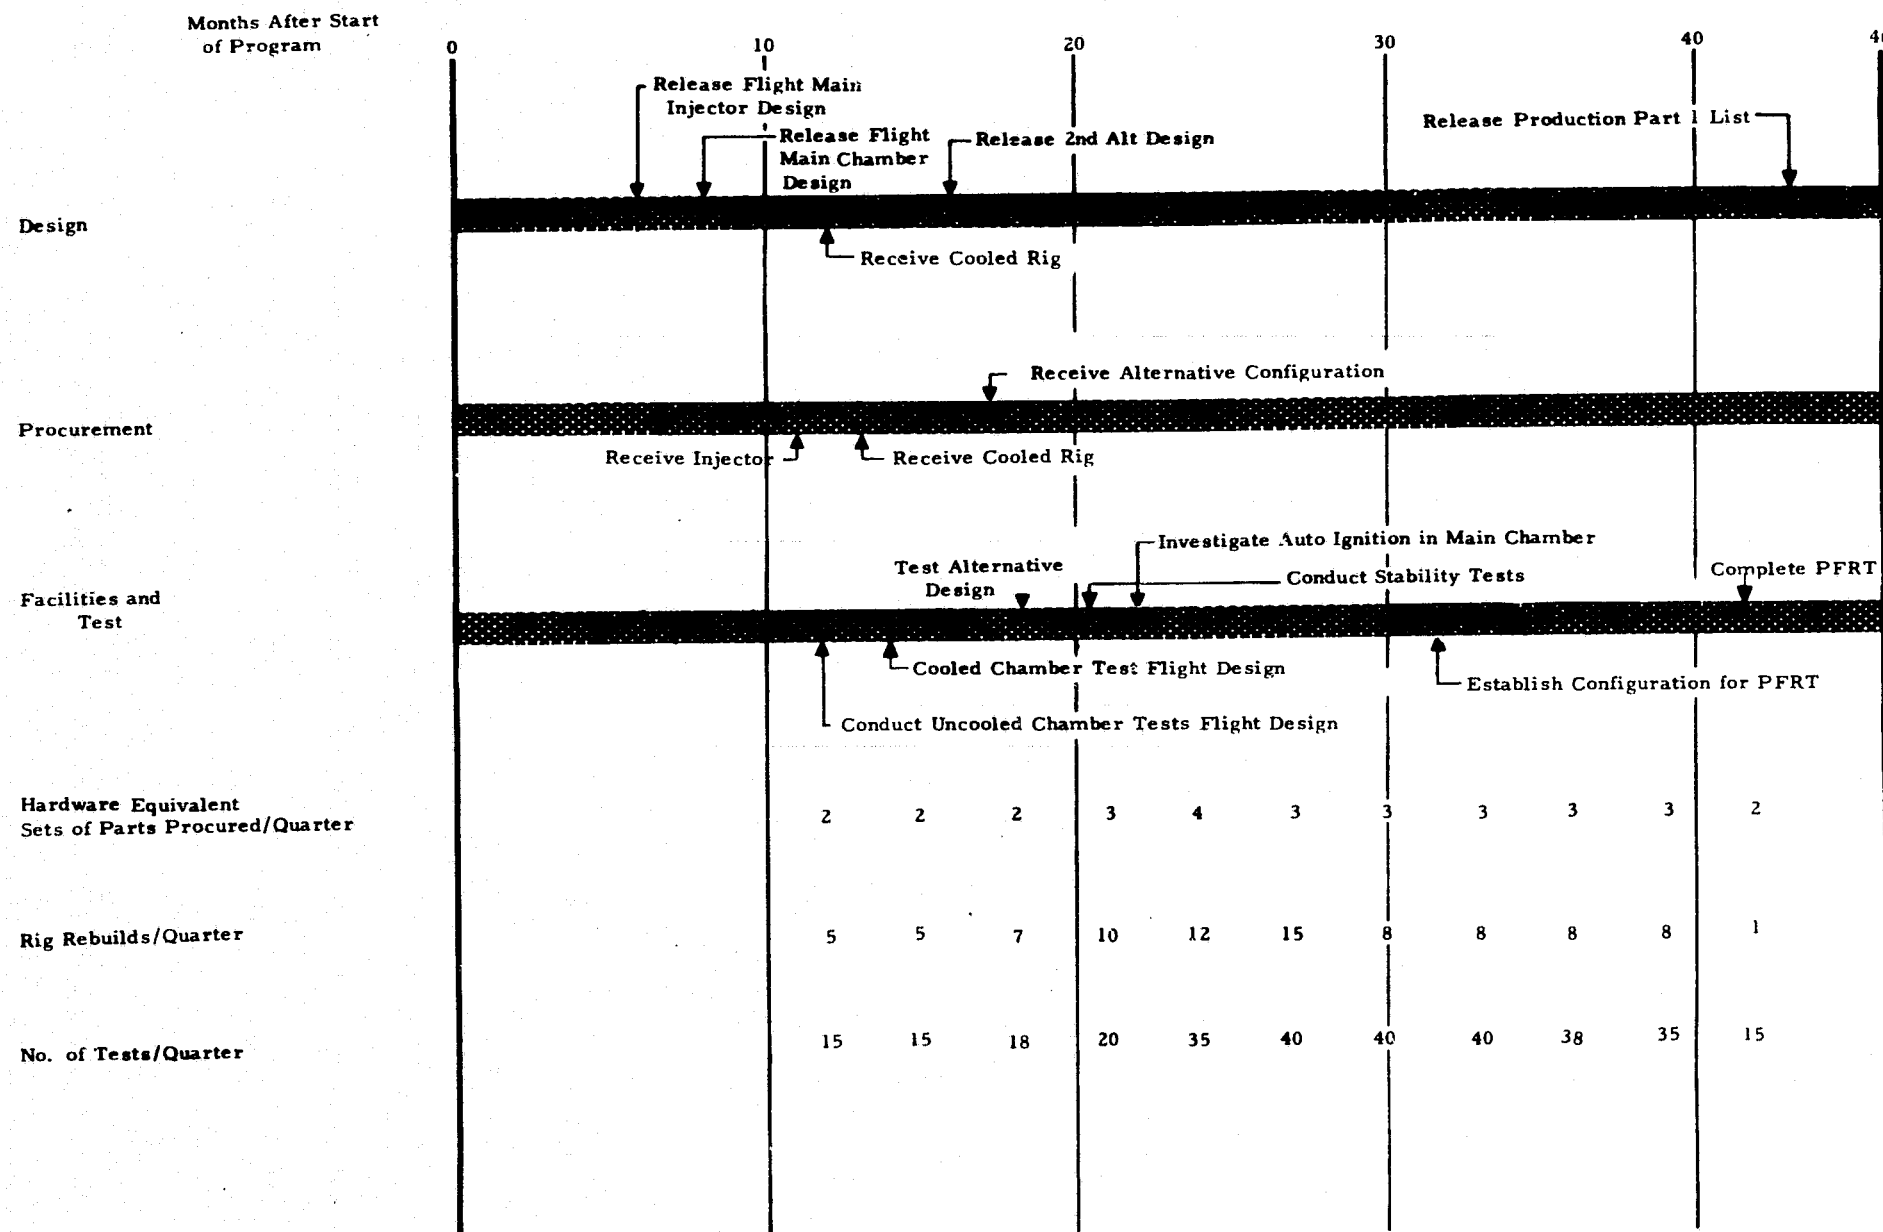 Months After Start
of Program
0 10 20 30 40
Release Flight Main
Injector Design
Release Flight
Main Chamber
Design
Release 2nd Alt Design
Release Production Part 1 List
Design
Receive Cooled Rig
Receive Alternative Configuration
Procurement
Receive Injector
Receive Cooled Rig
Investigate Auto Ignition in Main Chamber
Test Alternative
Design
Conduct Stability Tests
Complete PFRT
Facilities and
Test
Cooled Chamber Test Flight Design
Establish Configuration for PFRT
Conduct Uncooled Chamber Tests Flight Design
Hardware Equivalent
Sets of Parts Procured/Quarter
2 2 2 3 4 3 3 3 3 3 2
Rig Rebuilds/Quarter
5 5 7 10 12 15 8 8 8 8 1
No. of Tests/Quarter
15 15 18 20 35 40 40 40 38 35 15